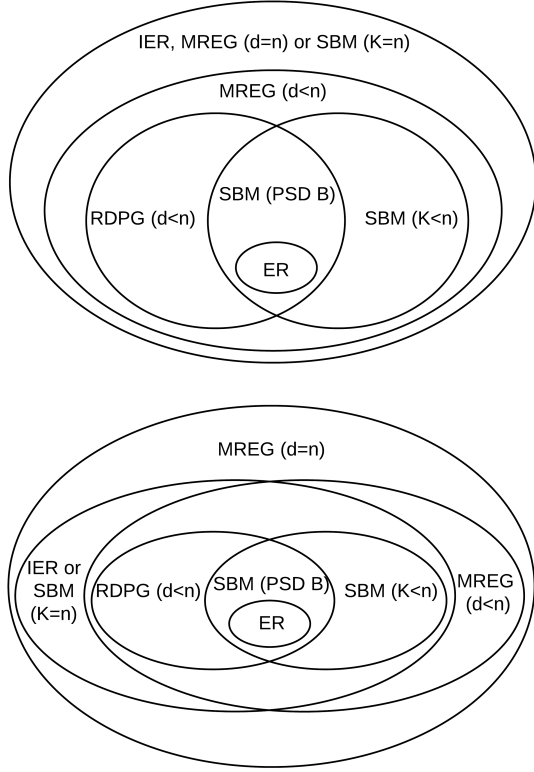 IER, MREG (d=n) or SBM (K=n)
MREG (d<n)
SBM (PSD B)
RDPG (d<n)
SBM (K<n)
ER
MREG (d=n)
IER or
SBM
(K=n)
RDPG (d<n)
SBM (PSD B)
SBM (K<n)
MREG
(d<n)
ER